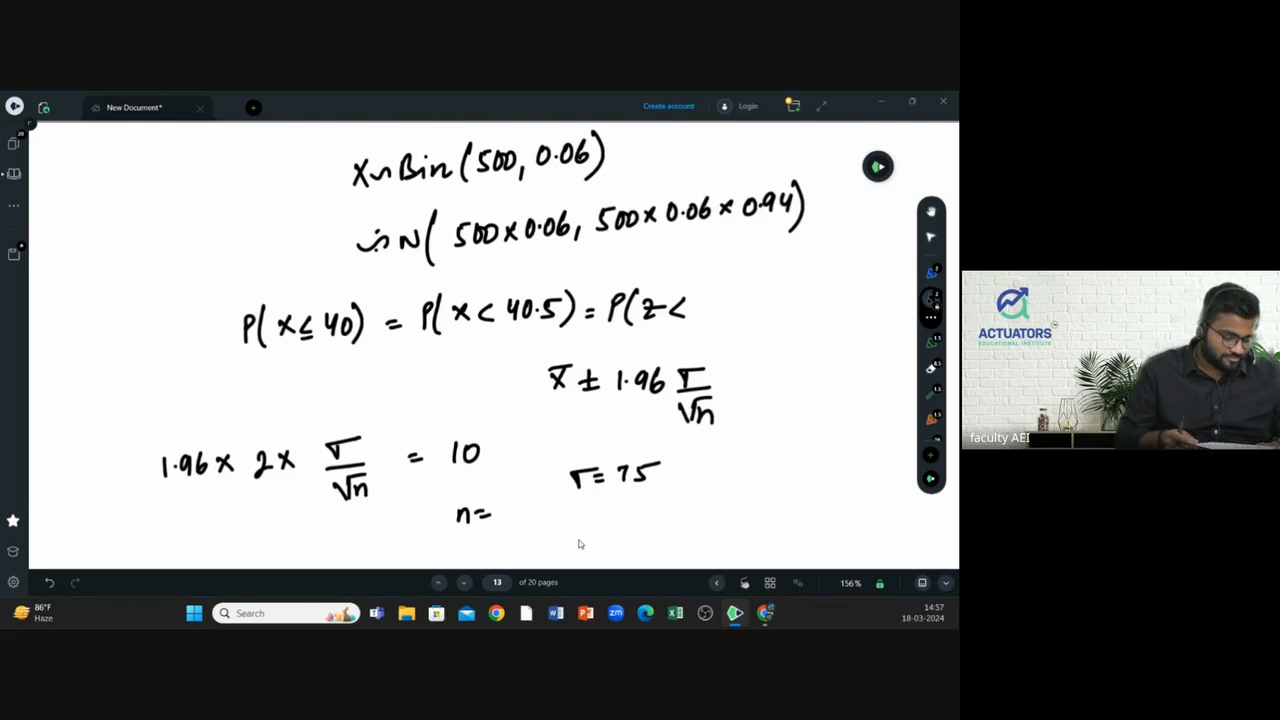 New Document*
Create account
Login
X ~ Bin(500, 0.06)
∻ N(500 x 0.06, 500 x 0.06 x 0.94)
P(x ≤ 40) = P(x < 40.5) = P(z <
x̄ ± 1.96 σ/√n
1.96 x 2 x σ/√n = 10
σ = 75
n =
ACTUATORS
EDUCATIONAL INSTITUTE
faculty AEI
13 of 20 pages
156%
86°F
Haze
Search
14:57
18-03-2024